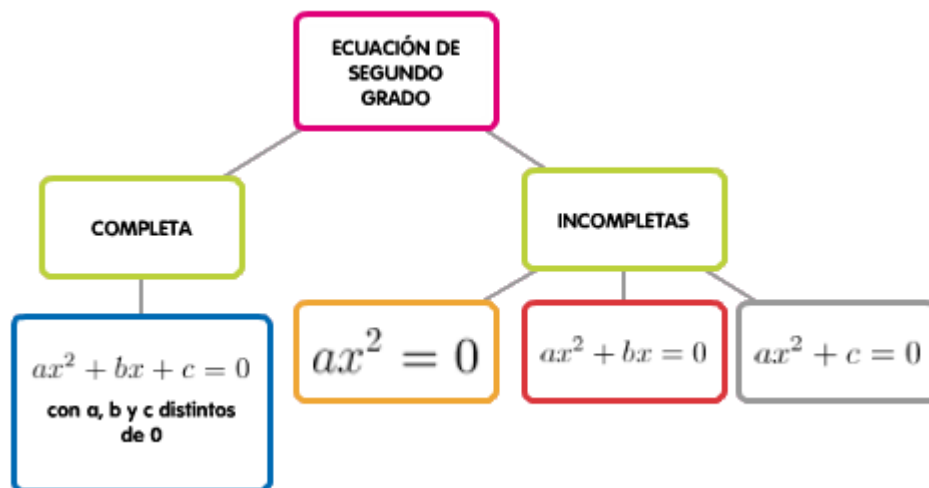 ECUACIÓN DE
SEGUNDO
GRADO
COMPLETA
INCOMPLETAS
ax² + bx + c = 0
con a, b y c distintos
de 0
ax² = 0
ax² + bx = 0
ax² + c = 0